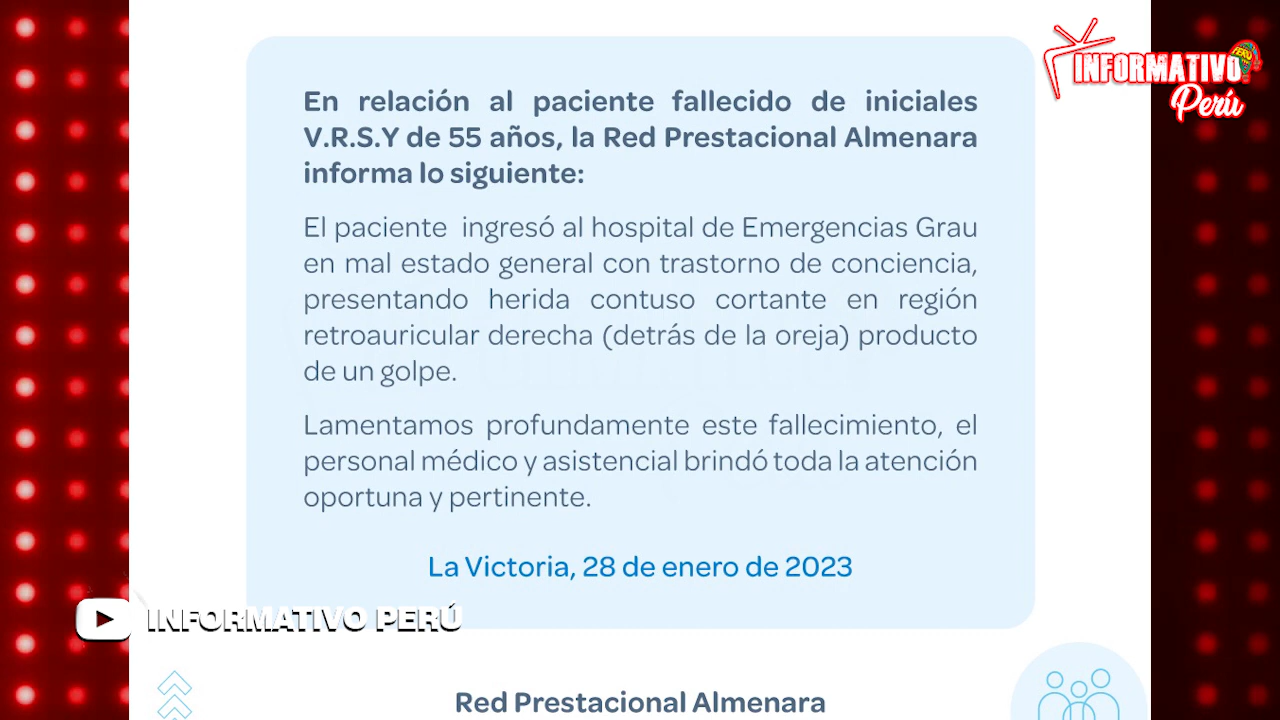 INFORMATIVO
PERÚ
Perú
En relación al paciente fallecido de iniciales
V.R.S.Y de 55 años, la Red Prestacional Almenara
informa lo siguiente:
El paciente ingresó al hospital de Emergencias Grau
en mal estado general con trastorno de conciencia,
presentando herida contuso cortante en región
retroauricular derecha (detrás de la oreja) producto
de un golpe.
Lamentamos profundamente este fallecimiento, el
personal médico y asistencial brindó toda la atención
oportuna y pertinente.
La Victoria, 28 de enero de 2023
INFORMATIVO PERÚ
Red Prestacional Almenara